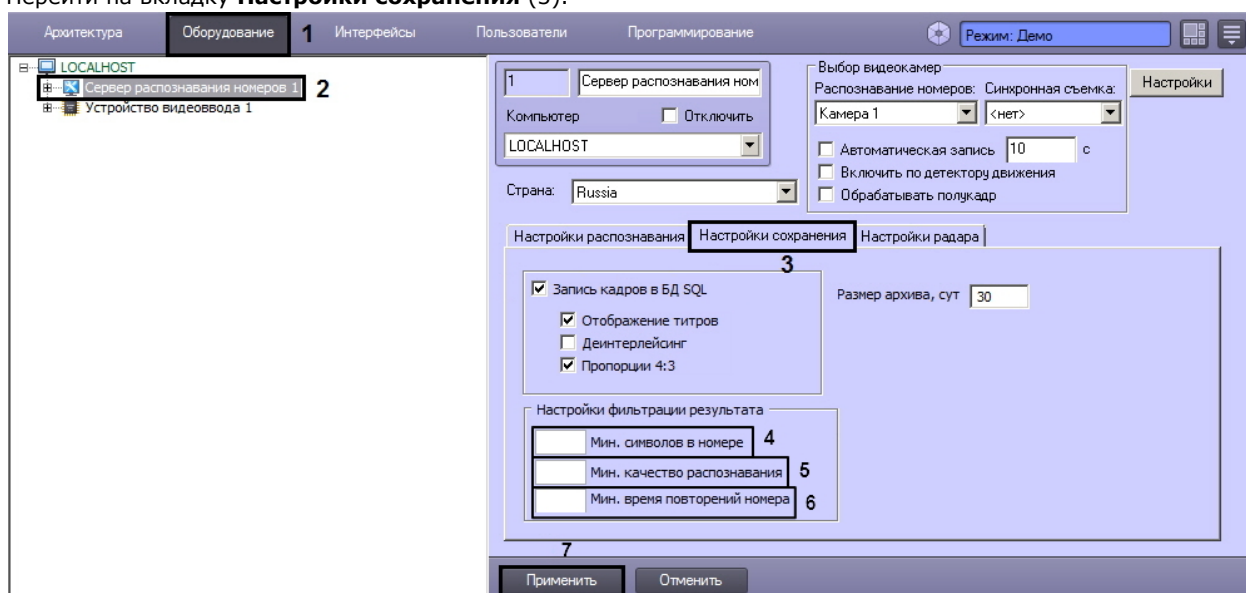 Перейти на вкладку Настройки сохранения (3).
Архитектура Оборудование 1 Интерфейсы Пользователи Программирование Режим: Демо
LOCALHOST
Сервер распознавания номеров 1 2
Устройство видеоввода 1
1 Сервер распознавания ном
Компьютер Отключить
LOCALHOST
Страна: Russia
Выбор видеокамер
Распознавание номеров: Синхронная съемка:
Камера 1 <нет>
Автоматическая запись 10 с
Включить по детектору движения
Обрабатывать полукадр
Настройки
Настройки распознавания Настройки сохранения Настройки радара
3
Запись кадров в БД SQL
Отображение титров
Деинтерлейсинг
Пропорции 4:3
Размер архива, сут 30
Настройки фильтрации результата
Мин. символов в номере 4
Мин. качество распознавания 5
Мин. время повторений номера 6
7
Применить Отменить